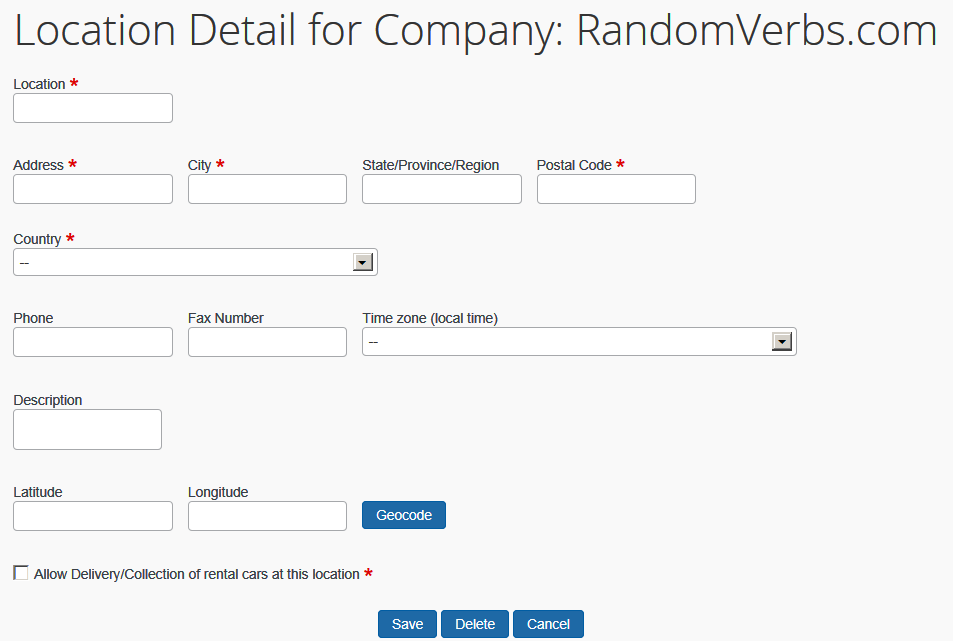 Location Detail for Company: RandomVerbs.com
Location *
Address * City * State/Province/Region Postal Code *
Country *
--
Phone Fax Number Time zone (local time)
--
Description
Latitude Longitude
Geocode
Allow Delivery/Collection of rental cars at this location *
Save Delete Cancel